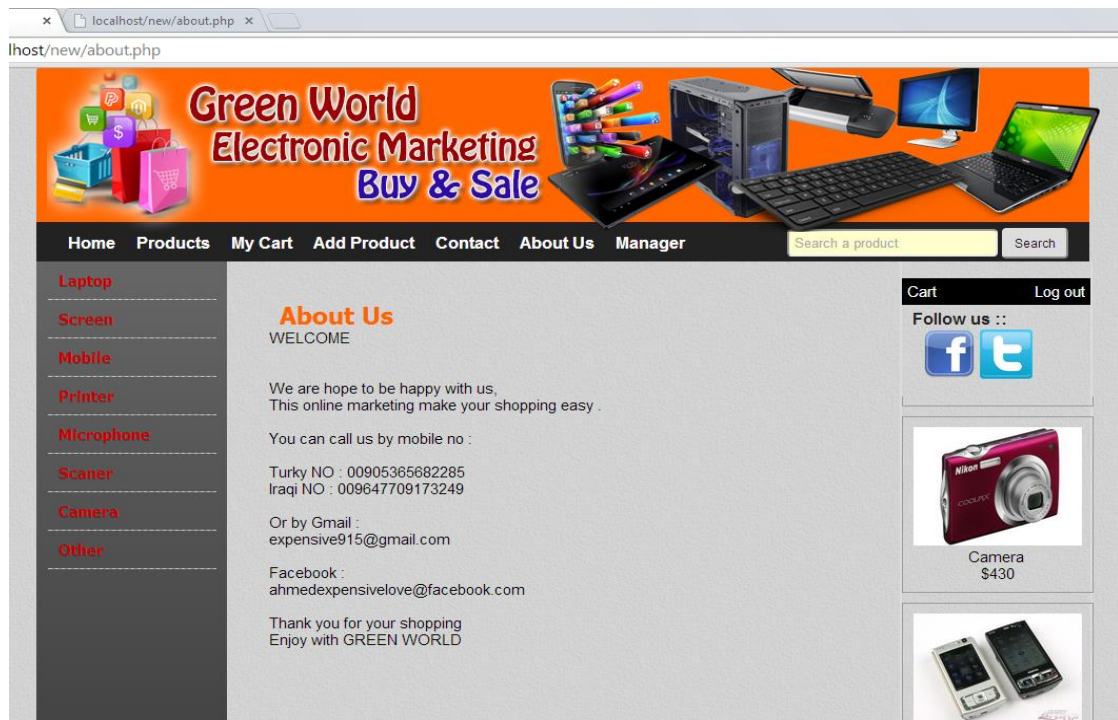 localhost/new/about.php
lhost/new/about.php
Green World
Electronic Marketing
Buy & Sale
Home Products My Cart Add Product Contact About Us Manager Search a product Search
Laptop
Screen
Mobile
Printer
Microphone
Scaner
Camera
Other
About Us
WELCOME
We are hope to be happy with us,
This online marketing make your shopping easy .
You can call us by mobile no :
Turky NO : 00905365682285
Iraqi NO : 009647709173249
Or by Gmail :
expensive915@gmail.com
Facebook :
ahmedexpensivelove@facebook.com
Thank you for your shopping
Enjoy with GREEN WORLD
Cart Log out
Follow us ::
Nikon
COOLPIX
Camera
$430